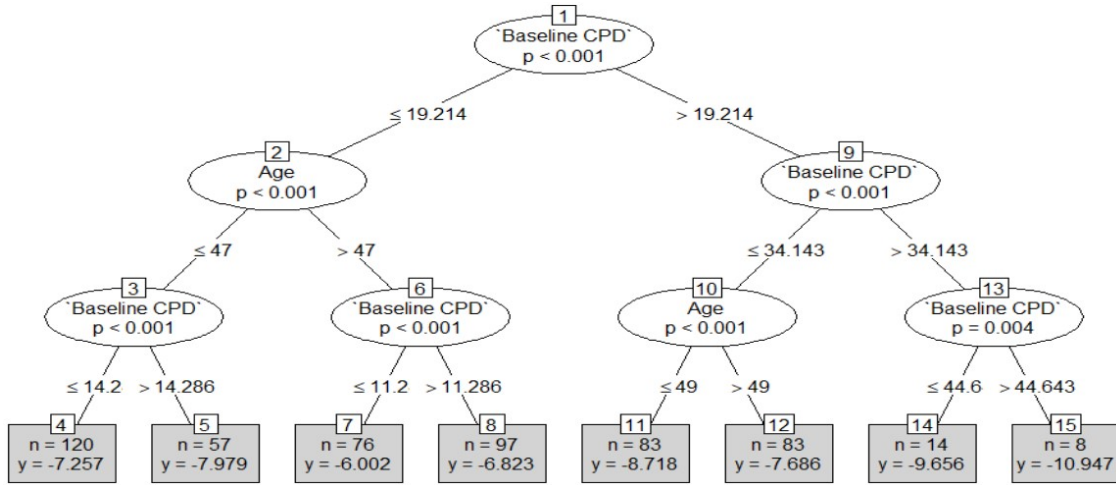 1
`Baseline CPD`
p < 0.001
≤ 19.214
> 19.214
2
Age
p < 0.001
9
`Baseline CPD`
p < 0.001
≤ 47
> 47
≤ 34.143
> 34.143
3
`Baseline CPD`
p < 0.001
6
`Baseline CPD`
p < 0.001
10
Age
p < 0.001
13
`Baseline CPD`
p = 0.004
≤ 14.2
> 14.286
≤ 11.2
> 11.286
≤ 49
> 49
≤ 44.6
> 44.643
4
n = 120
y = -7.257
5
n = 57
y = -7.979
7
n = 76
y = -6.002
8
n = 97
y = -6.823
11
n = 83
y = -8.718
12
n = 83
y = -7.686
14
n = 14
y = -9.656
15
n = 8
y = -10.947